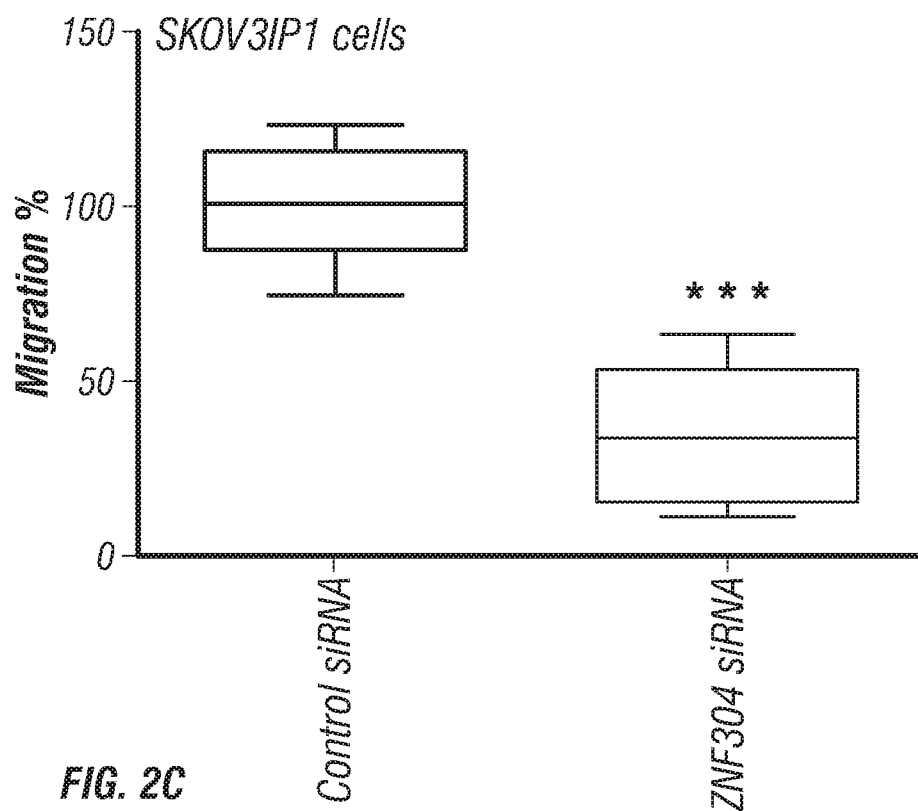 150
SKOV3IP1 cells
Migration %
100
50
0
***
Control siRNA
ZNF304 siRNA
FIG. 2C